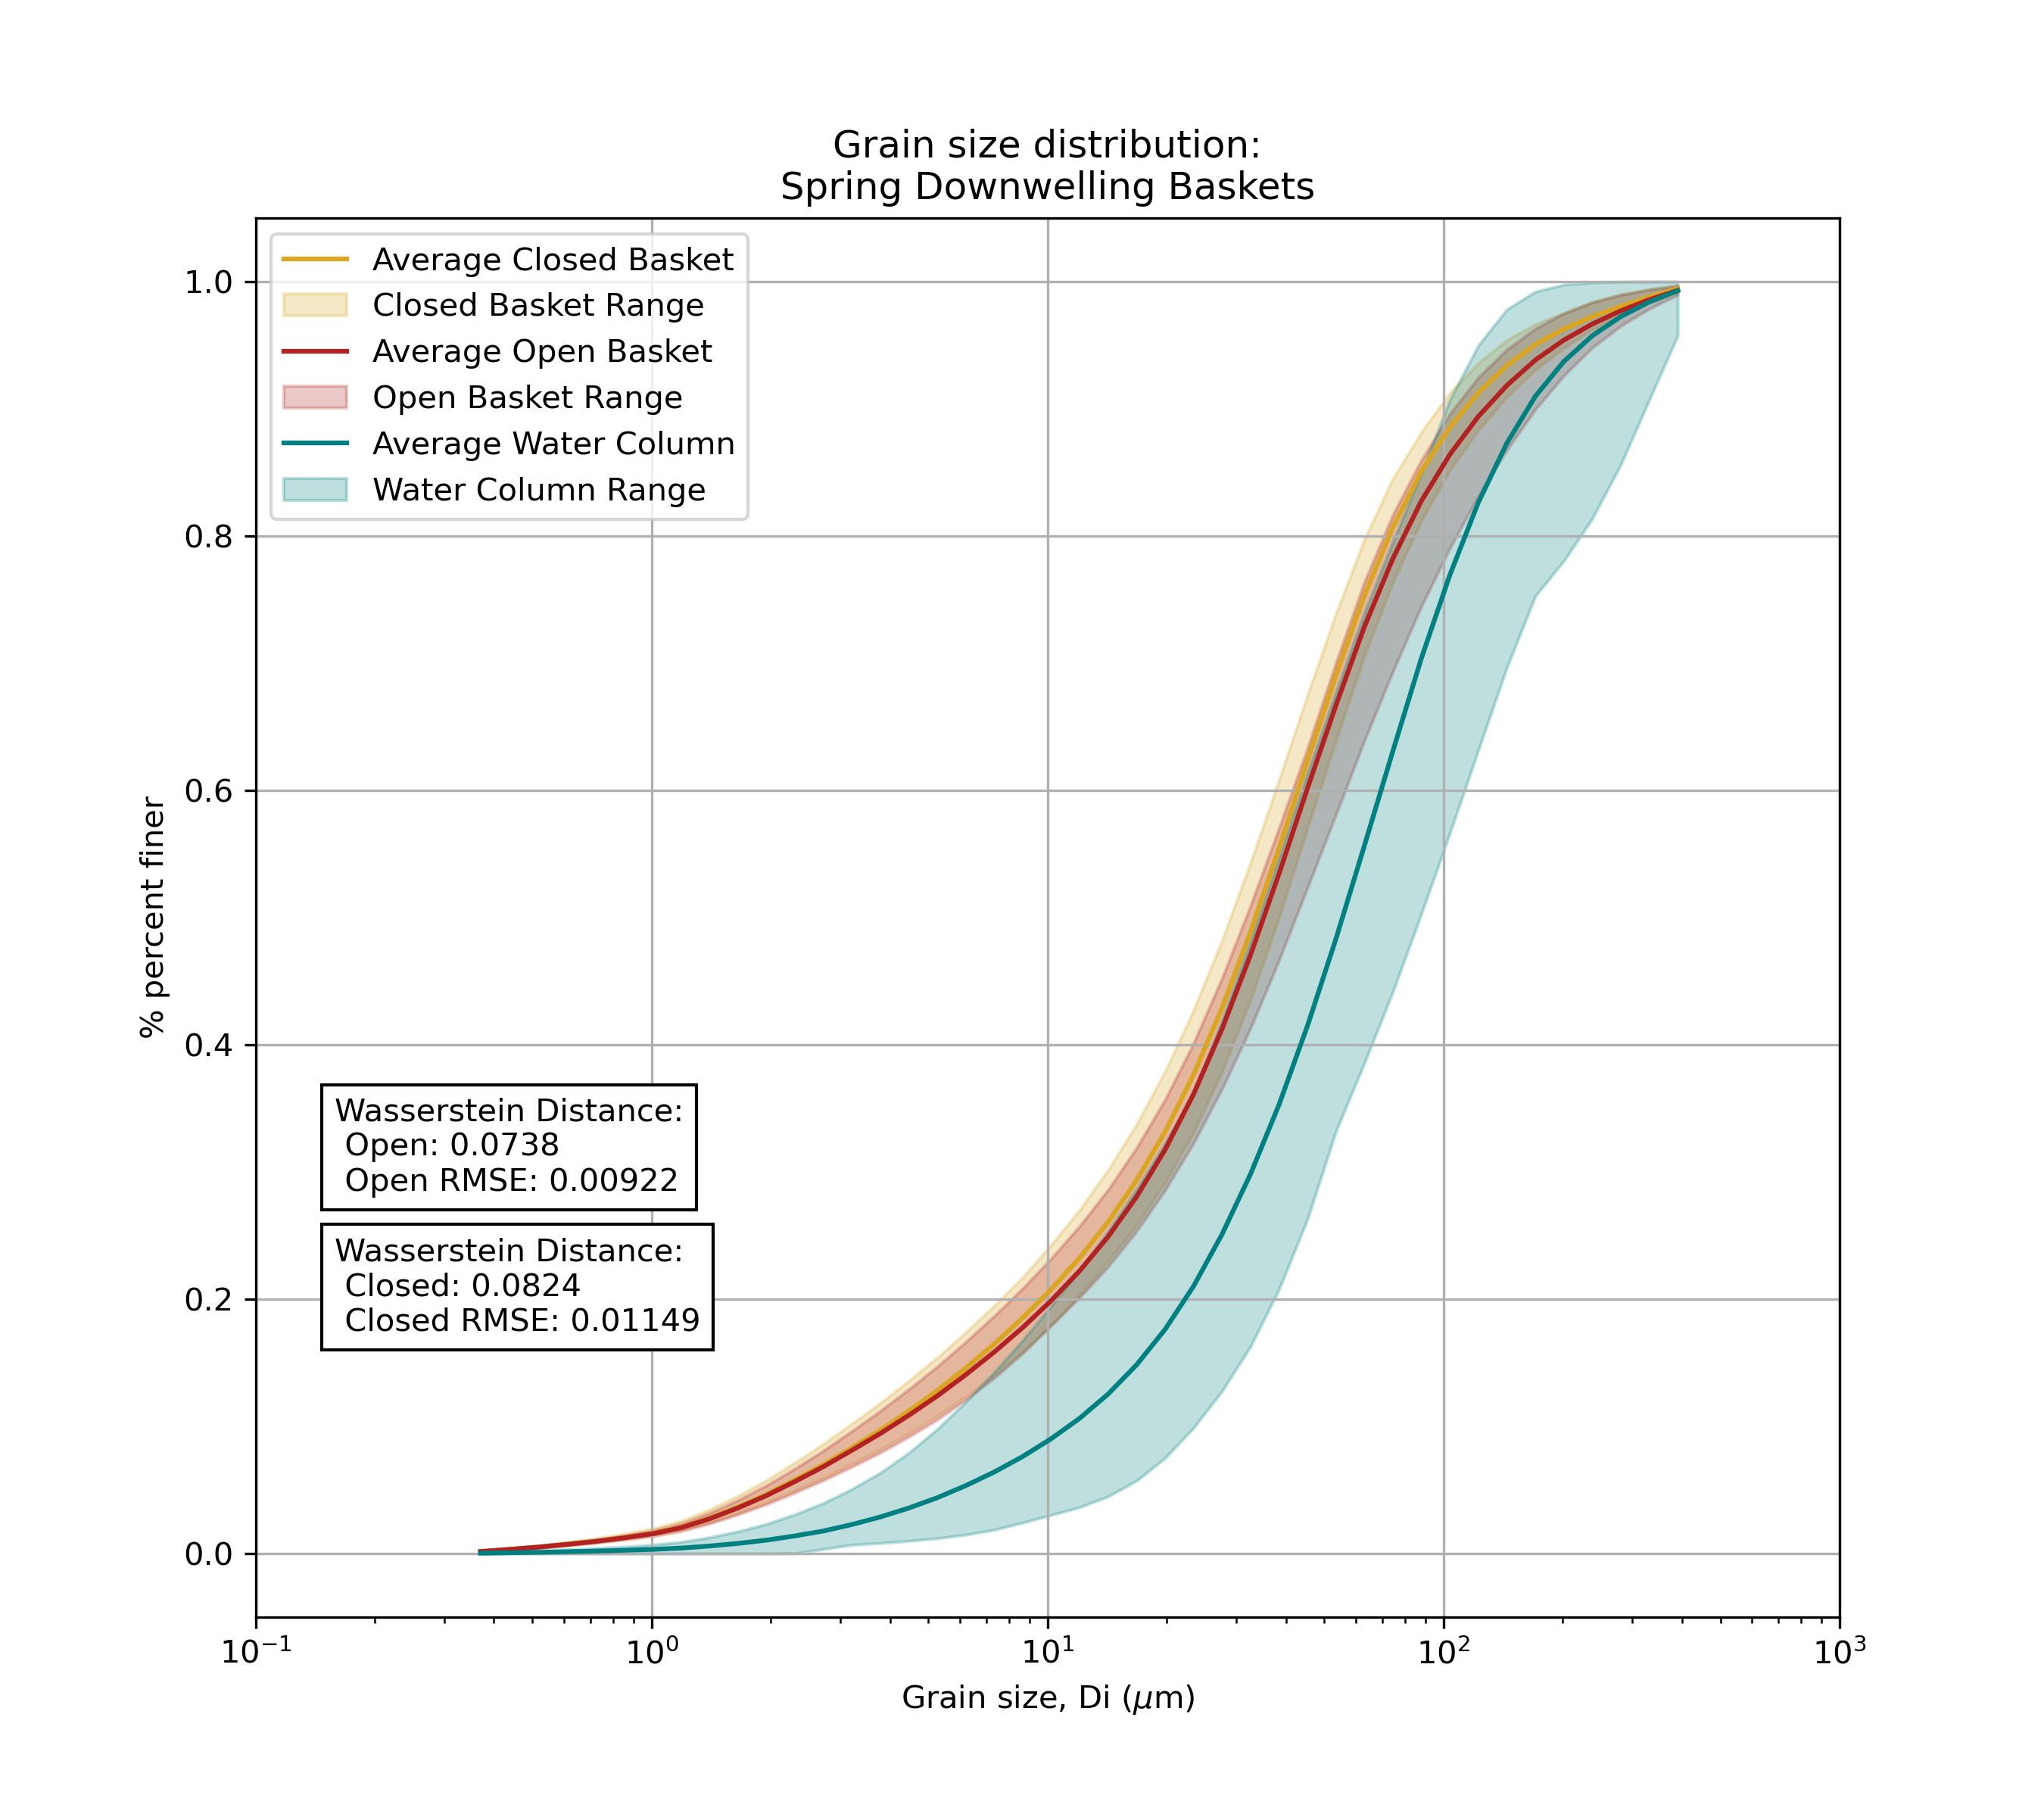 Grain size distribution:
Spring Downwelling Baskets
Average Closed Basket
Closed Basket Range
Average Open Basket
Open Basket Range
Average Water Column
Water Column Range
1.0
0.8
0.6
0.4
0.2
0.0
% percent finer
Wasserstein Distance:
Open: 0.0738
Open RMSE: 0.00922
Wasserstein Distance:
Closed: 0.0824
Closed RMSE: 0.01149
10⁻¹ 10⁰ 10¹ 10² 10³
Grain size, Di (μm)